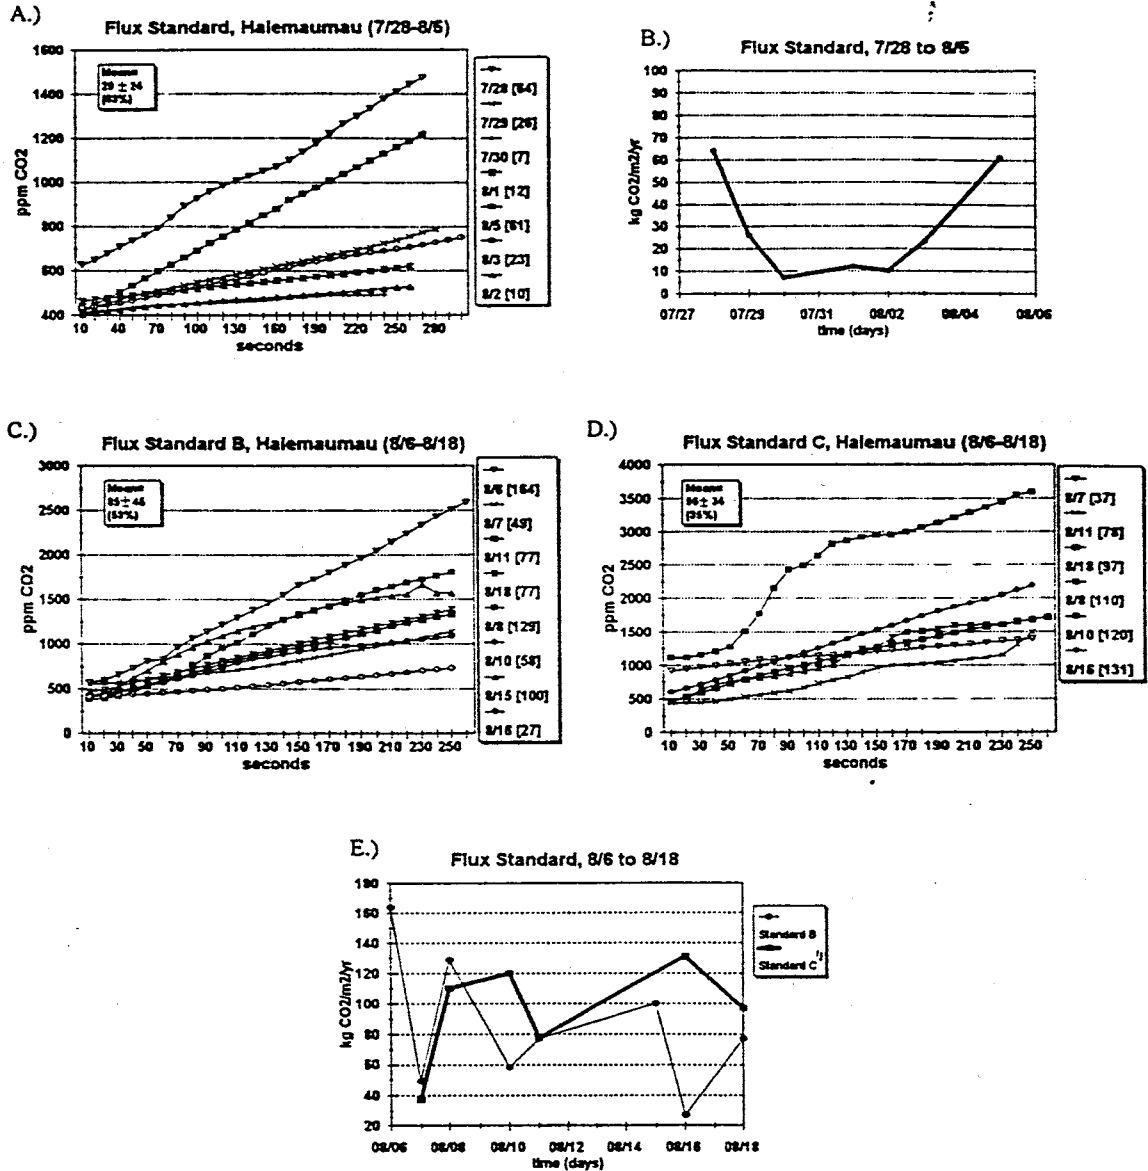 A.)
Flux Standard, Halemaumau (7/28-8/5)
1600
1400
1200
1000
800
600
400
ppm CO2
10 40 70 100 130 160 190 220 250 280
seconds
Mean=
(83%)
7/28 [64]
7/29 [26]
7/30 [7]
8/1 [12]
8/5 [61]
8/3 [23]
8/2 [10]
B.)
Flux Standard, 7/28 to 8/5
100
90
80
70
60
50
40
30
20
10
0
kg CO2/m2/yr
07/27 07/29 07/31 08/02 08/04 08/06
time (days)
C.)
Flux Standard B, Halemaumau (8/6-8/18)
3000
2500
2000
1500
1000
500
0
ppm CO2
10 30 50 70 90 110 130 150 170 190 210 230 250
seconds
Mean=
(53%)
8/6 [164]
8/7 [49]
8/11 [77]
8/18 [77]
8/8 [129]
8/10 [58]
8/15 [100]
8/16 [27]
D.)
Flux Standard C, Halemaumau (8/6-8/18)
4000
3500
3000
2500
2000
1500
1000
500
0
ppm CO2
10 30 50 70 90 110 130 150 170 190 210 230 250
seconds
Mean=
(35%)
8/7 [37]
8/11 [78]
8/18 [97]
8/8 [110]
8/10 [120]
8/16 [131]
E.)
Flux Standard, 8/6 to 8/18
180
160
140
120
100
80
60
40
20
kg CO2/m2/yr
08/06 08/08 08/10 08/12 08/14 08/16 08/18
time (days)
Standard B
Standard C